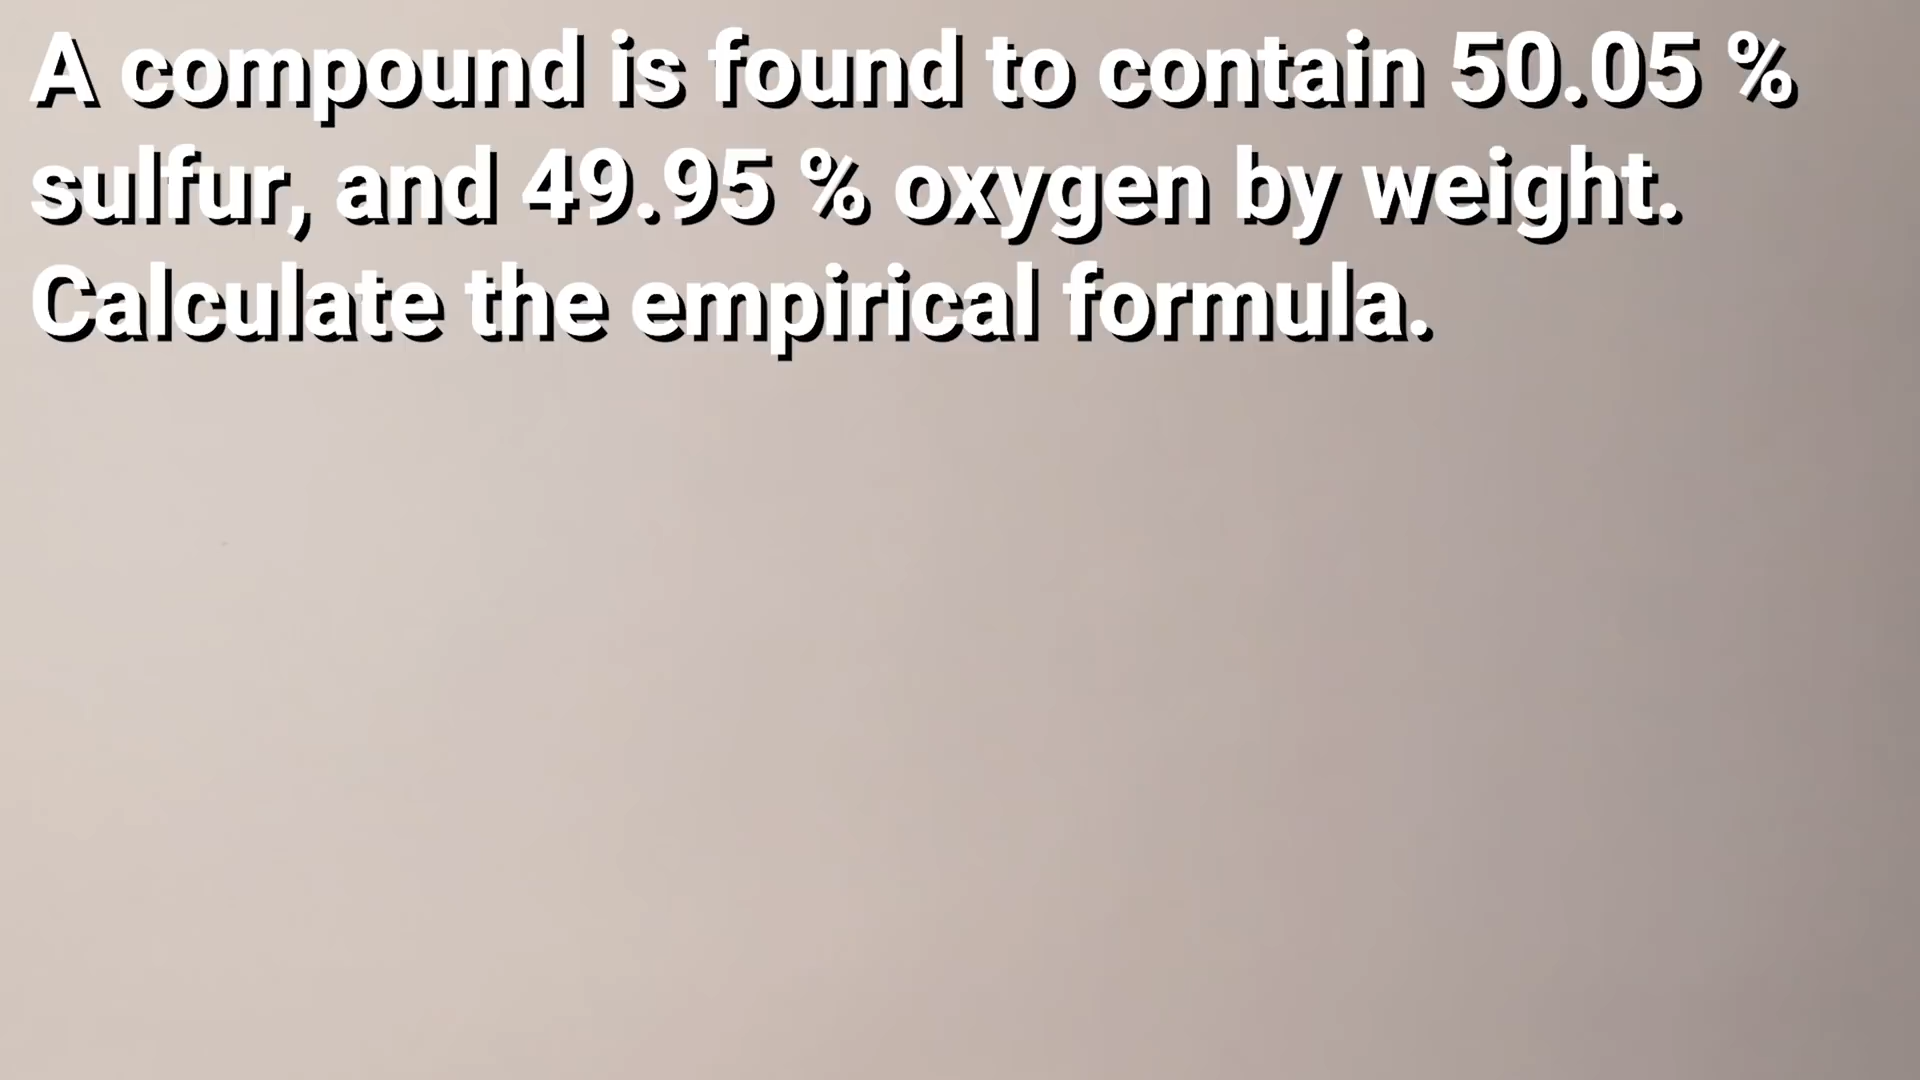 A compound is found to contain 50.05 %
sulfur, and 49.95 % oxygen by weight.
Calculate the empirical formula.